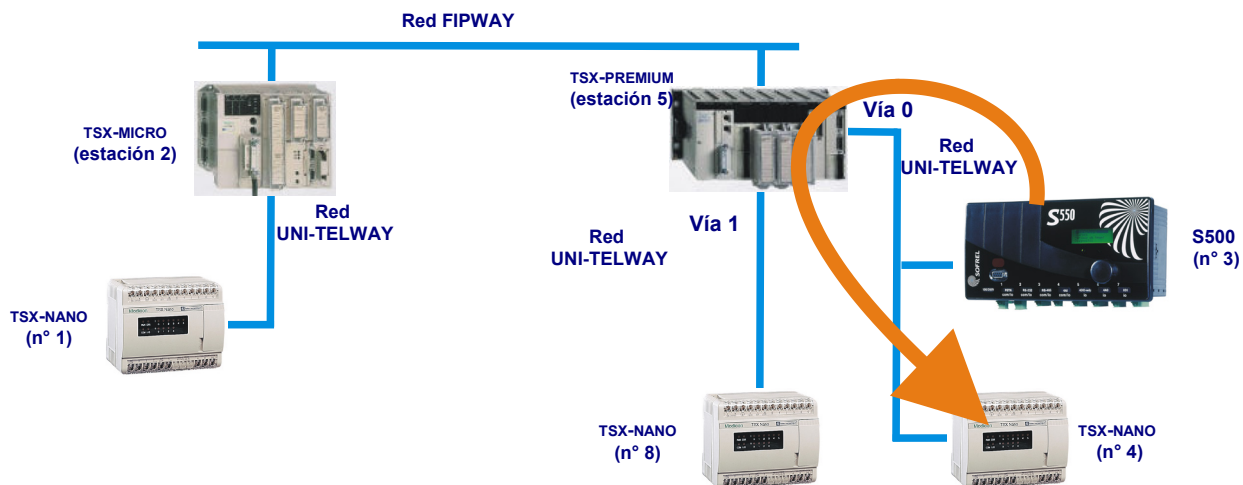 Red FIPWAY
TSX-PREMIUM
(estación 5)
Vía 0
TSX-MICRO
(estación 2)
Red
UNI-TELWAY
Red
UNI-TELWAY
Vía 1
Red
UNI-TELWAY
S550
SOFREL
S500
(n° 3)
TSX-NANO
(n° 1)
TSX-NANO
(n° 8)
TSX-NANO
(n° 4)